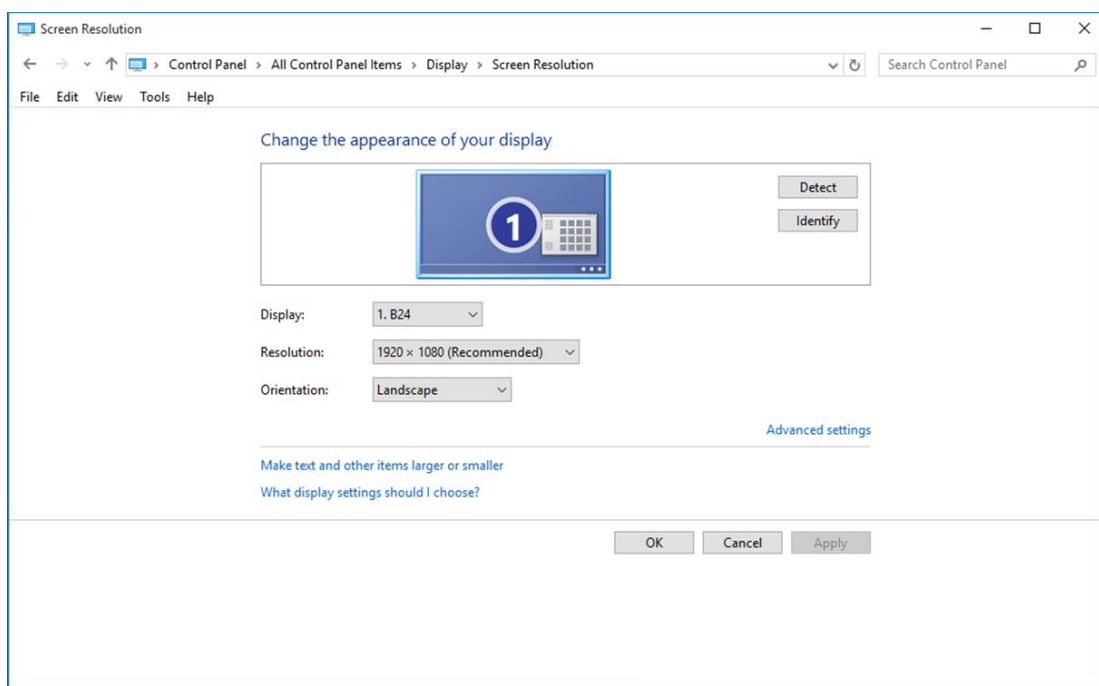 Screen Resolution
Control Panel > All Control Panel Items > Display > Screen Resolution
Search Control Panel
File Edit View Tools Help
Change the appearance of your display
1
Detect
Identify
Display: 1. B24
Resolution: 1920 × 1080 (Recommended)
Orientation: Landscape
Advanced settings
Make text and other items larger or smaller
What display settings should I choose?
OK Cancel Apply